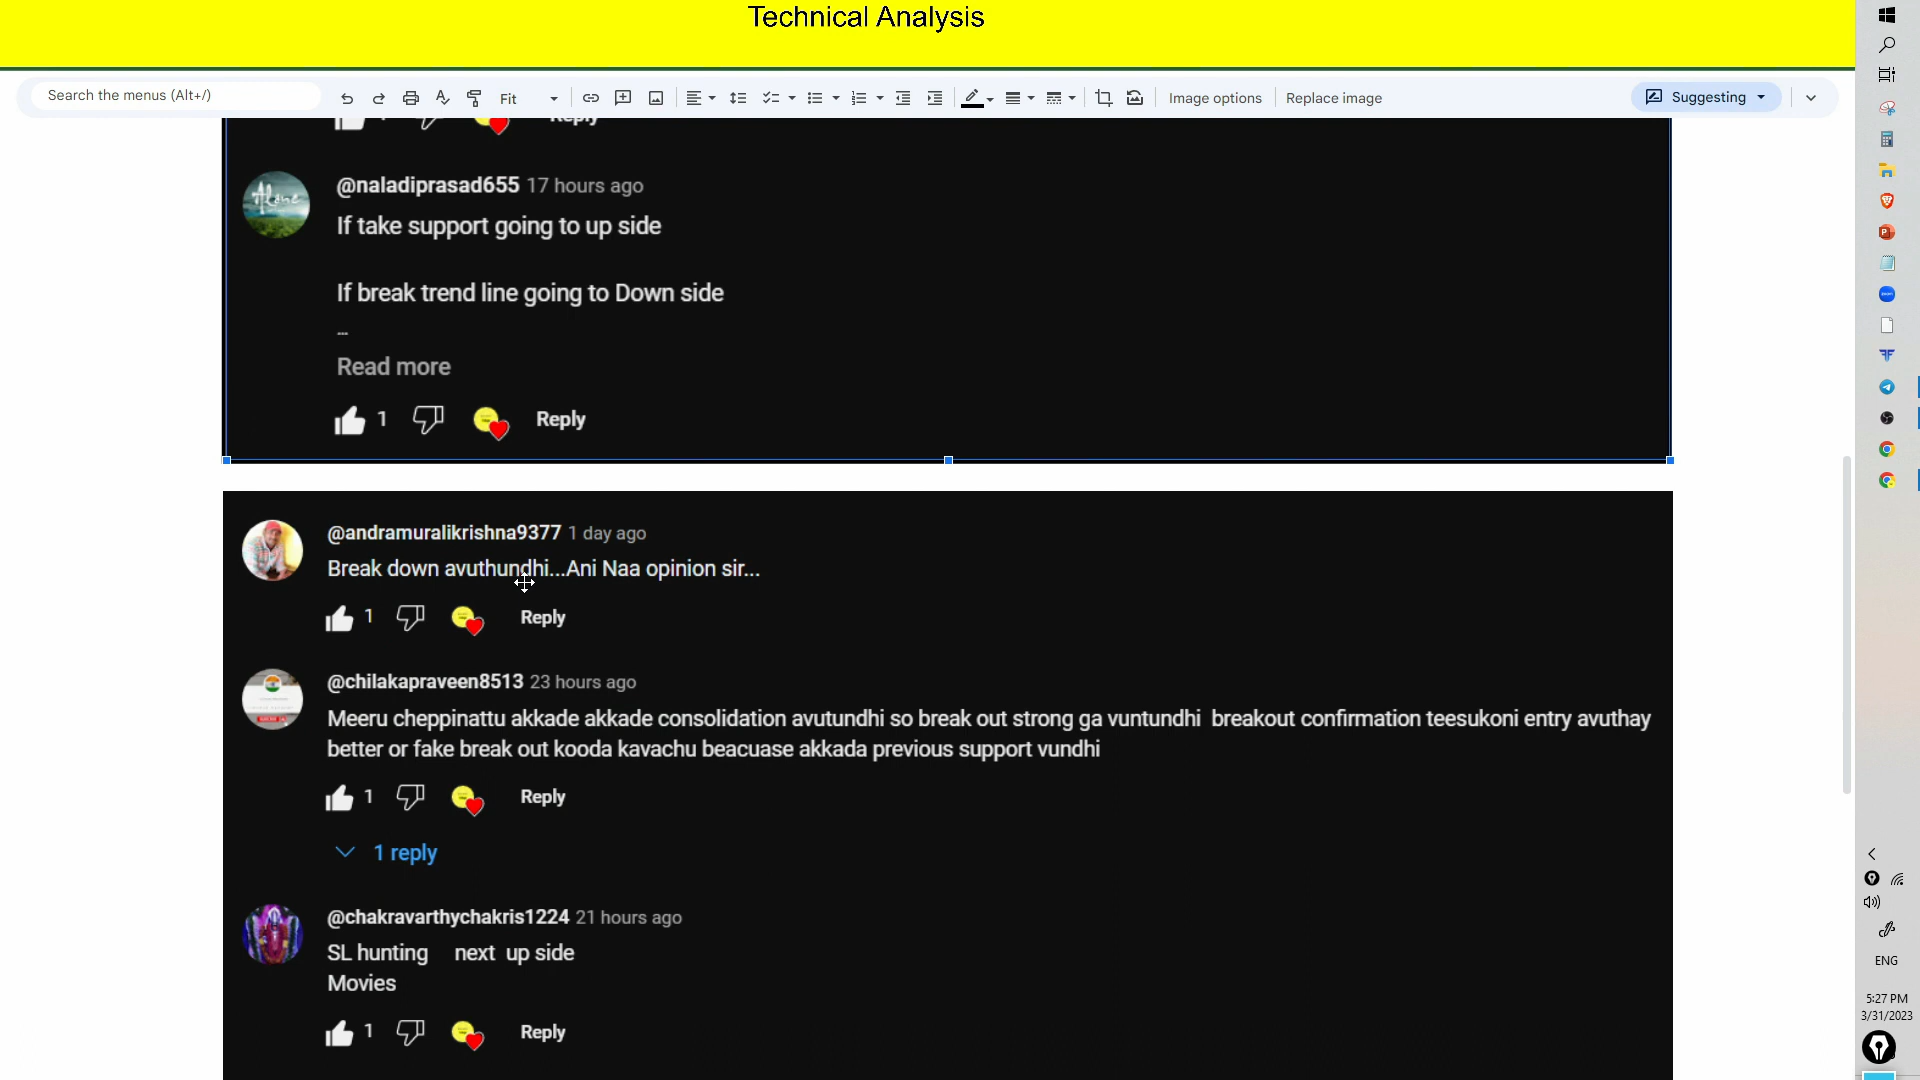 Technical Analysis
Search the menus (Alt+/)
Fit
Image options
Replace image
Suggesting
Reply
@naladiprasad655 17 hours ago
If take support going to up side
If break trend line going to Down side
...
Read more
1
Reply
@andramuralikrishna9377 1 day ago
Break down avuthundhi...Ani Naa opinion sir...
1
Reply
@chilakapraveen8513 23 hours ago
Meeru cheppinattu akkade akkade consolidation avutundhi so break out strong ga vuntundhi breakout confirmation teesukoni entry avuthay
better or fake break out kooda kavachu beacuase akkada previous support vundhi
1
Reply
1 reply
@chakravarthychakris1224 21 hours ago
SL hunting next up side
Movies
1
Reply
ENG
5:27 PM
3/31/2023